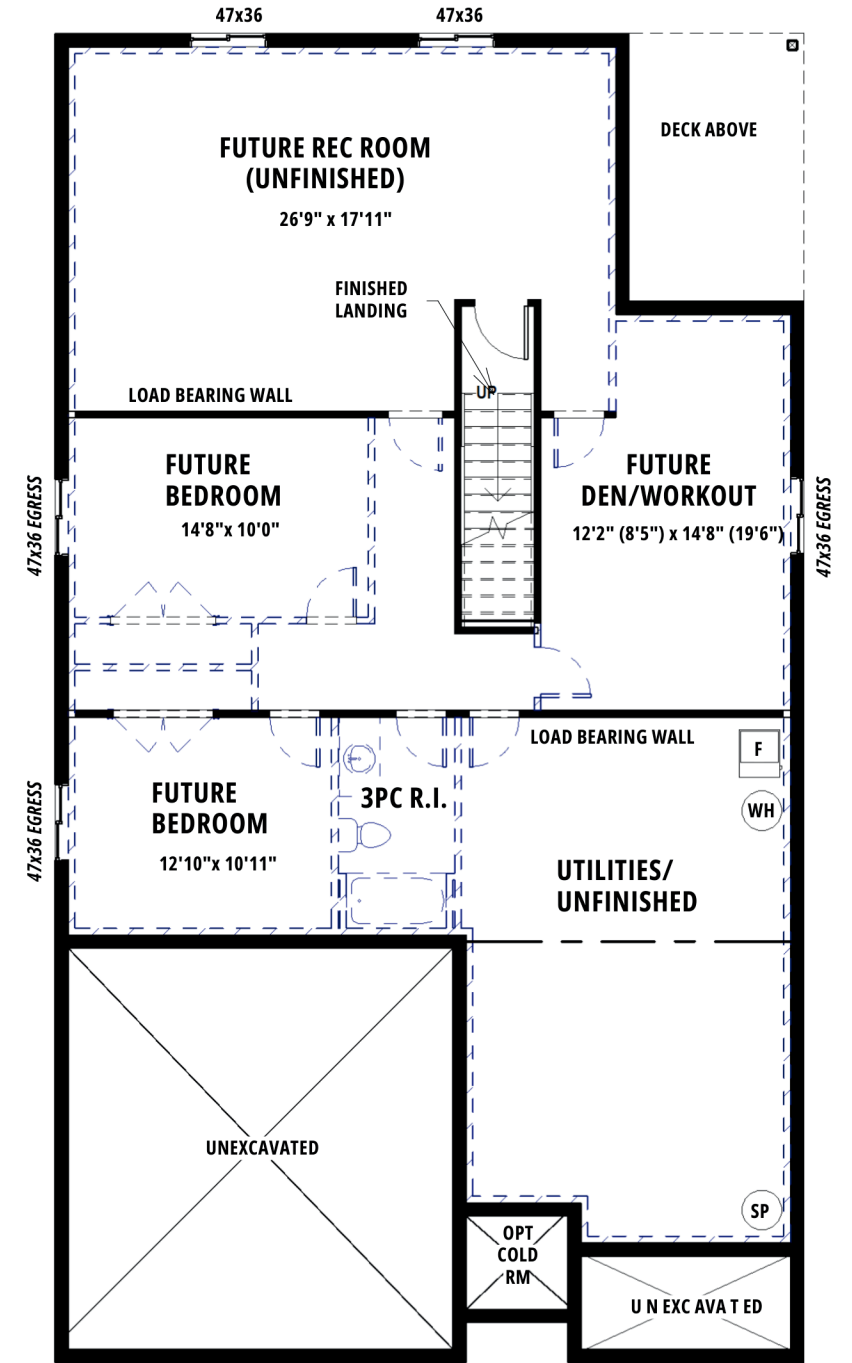 47x36
47x36
FUTURE REC ROOM
(UNFINISHED)
26'9" x 17'11"
DECK ABOVE
FINISHED
LANDING
UP
LOAD BEARING WALL
FUTURE
BEDROOM
14'8"x 10'0"
FUTURE
DEN/WORKOUT
12'2" (8'5") x 14'8" (19'6")
47x36 EGRESS
47x36 EGRESS
LOAD BEARING WALL
F
WH
FUTURE
BEDROOM
12'10"x 10'11"
3PC R.I.
47x36 EGRESS
UTILITIES/
UNFINISHED
UNEXCAVATED
SP
OPT
COLD
RM
UNEXCAVATED